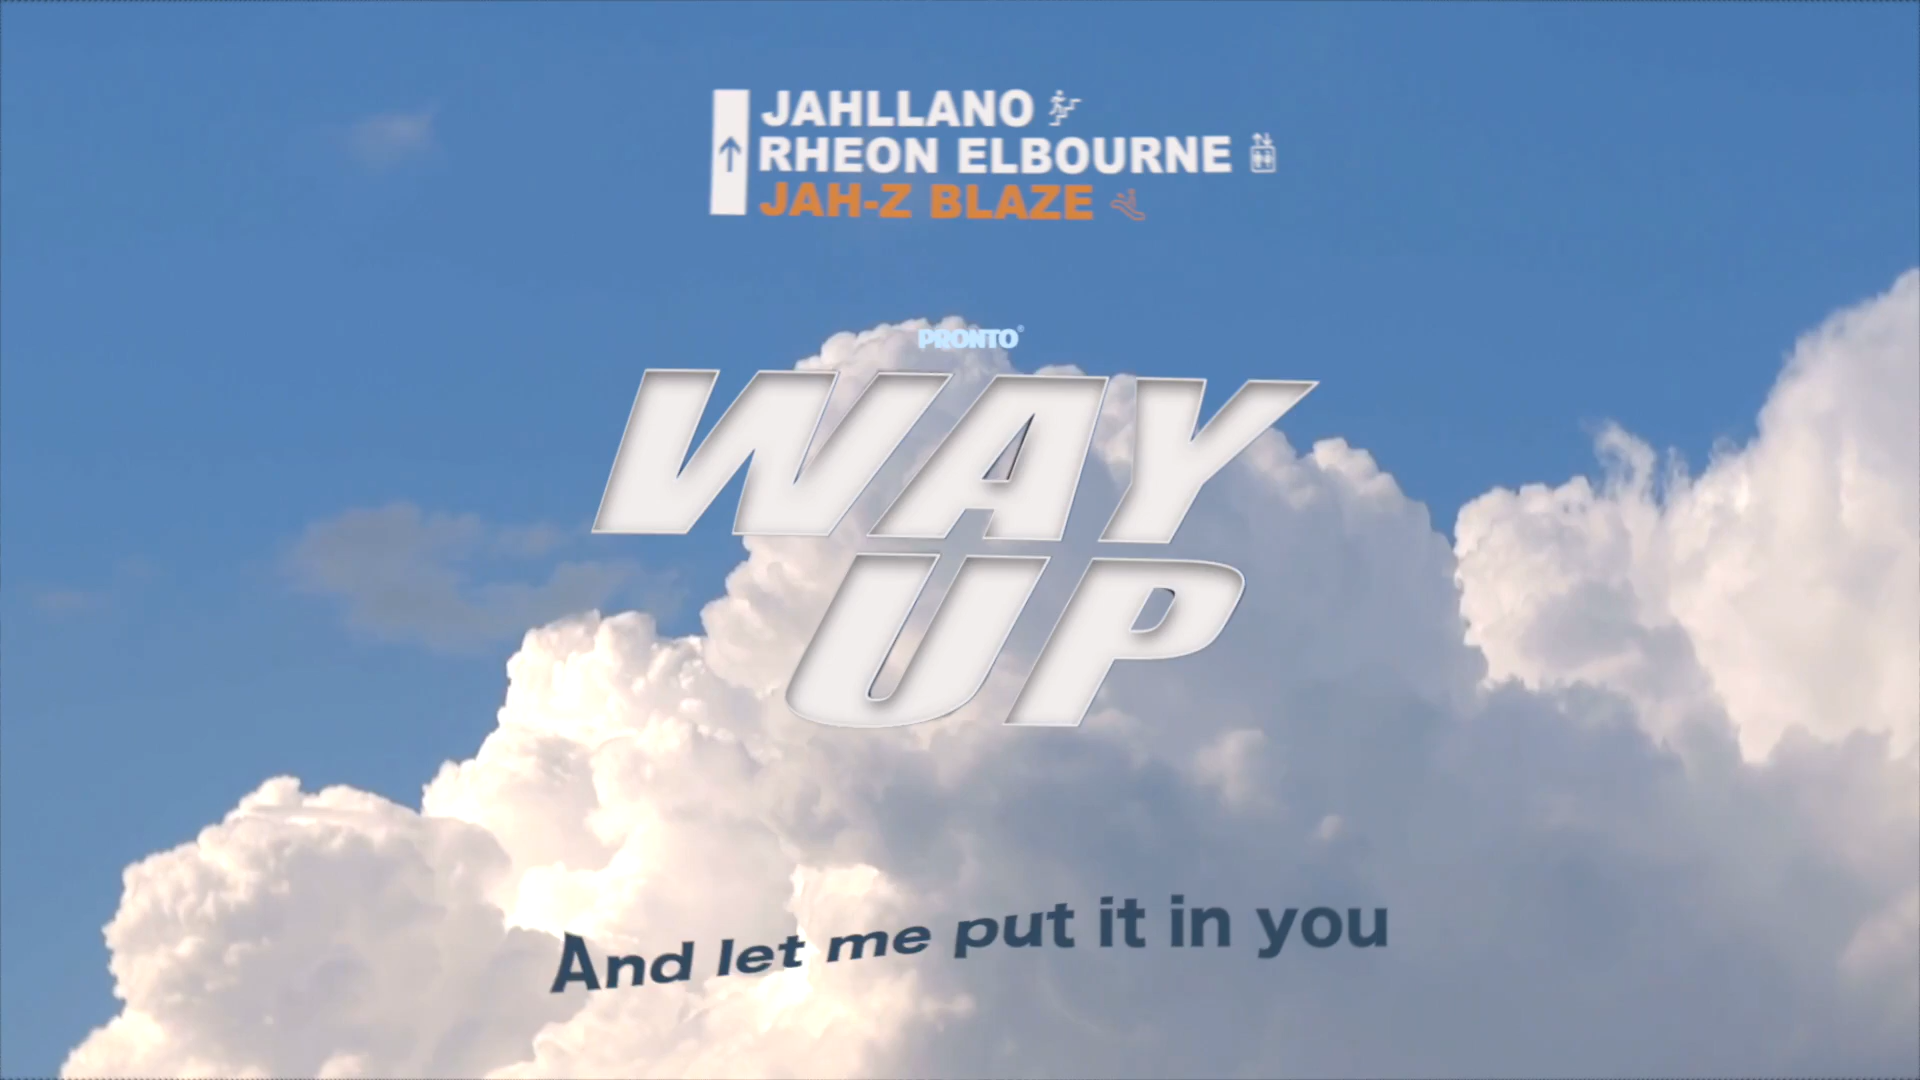 JAHLLANO
RHEON ELBOURNE
JAH-Z BLAZE
PRONTO®
WAY
UP
And let me put it in you